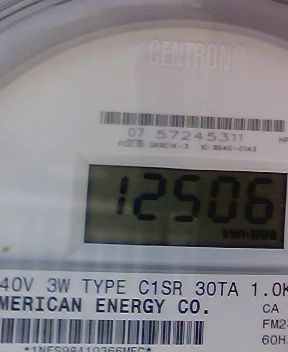 CENTRON®
07 57245311
12506
kWh
40V 3W TYPE C1SR 30TA 1.0K
MERICAN ENERGY CO.
CA
FM2
60H